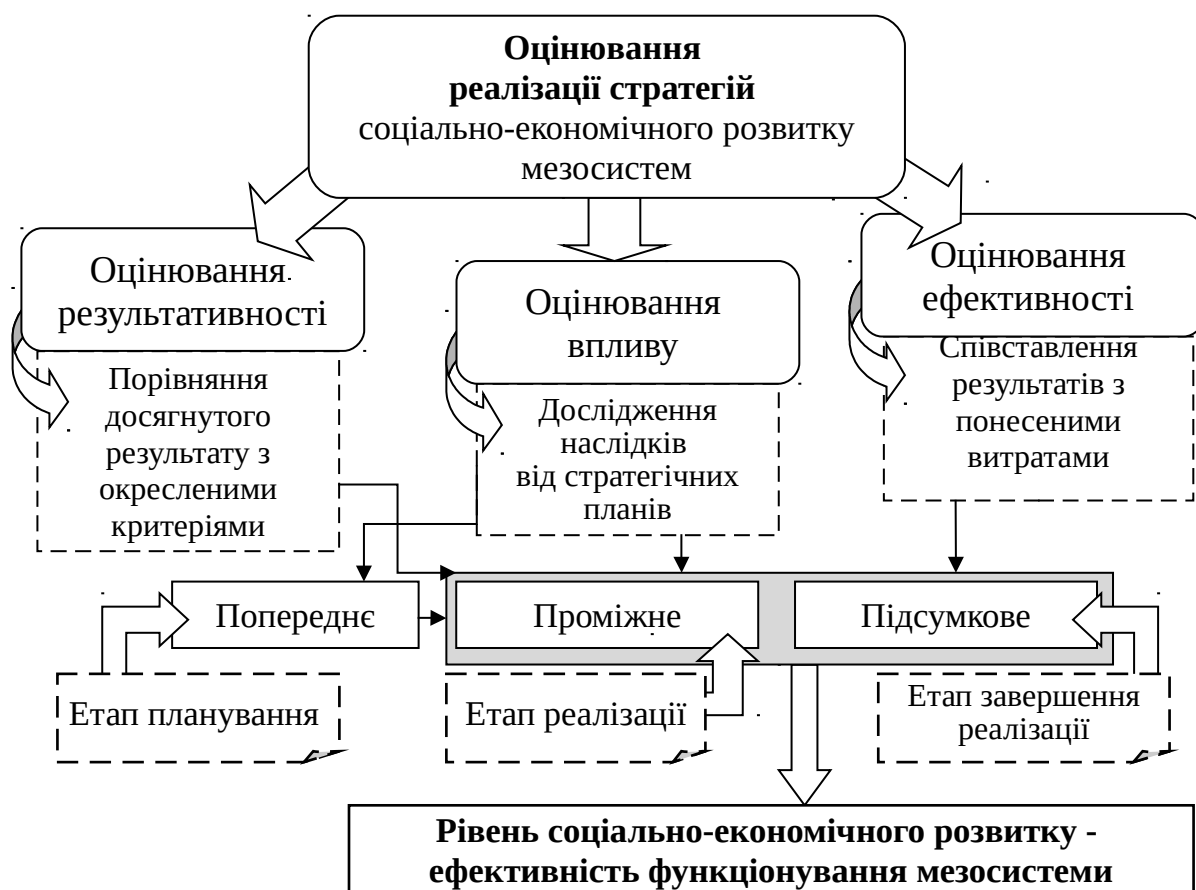 Оцінювання
реалізації стратегій
соціально-економічного розвитку
мезосистем
Оцінювання
результативності
Оцінювання
впливу
Оцінювання
ефективності
Порівняння
досягнутого
результату з
окресленими
критеріями
Дослідження
наслідків
від стратегічних
планів
Співставлення
результатів з
понесеними
витратами
Попереднє
Проміжне
Підсумкове
Етап планування
Етап реалізації
Етап завершення
реалізації
Рівень соціально-економічного розвитку -
ефективність функціонування мезосистеми